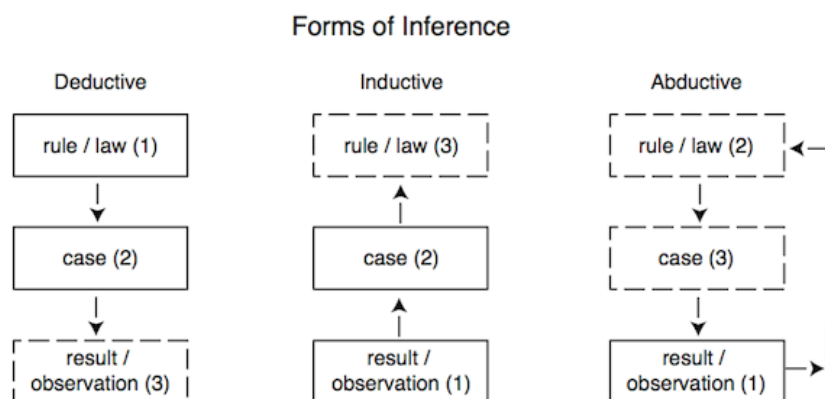 Forms of Inference
Deductive
Inductive
Abductive
rule / law (1)
rule / law (3)
rule / law (2)
case (2)
case (2)
case (3)
result /
observation (3)
result /
observation (1)
result /
observation (1)